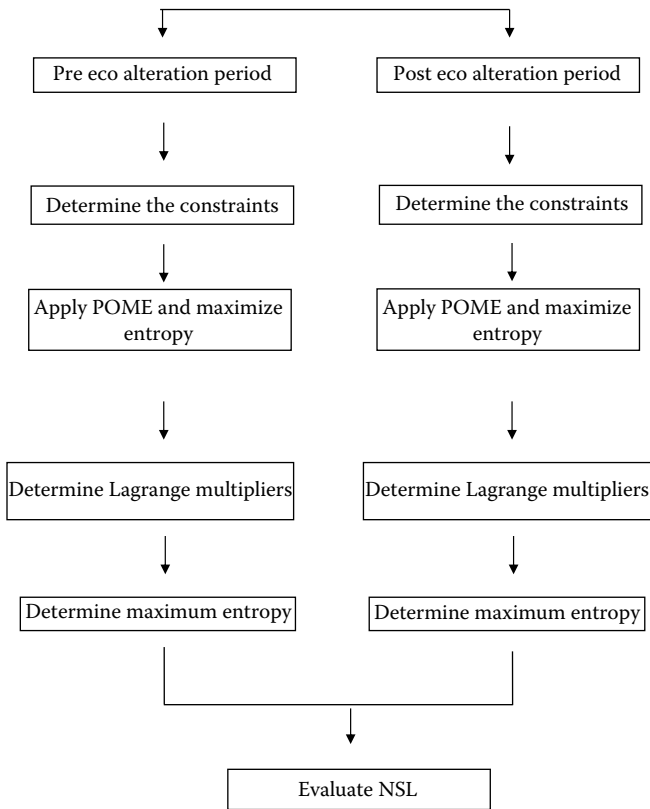 Pre eco alteration period
Post eco alteration period
Determine the constraints
Determine the constraints
Apply POME and maximize
entropy
Apply POME and maximize
entropy
Determine Lagrange multipliers
Determine Lagrange multipliers
Determine maximum entropy
Determine maximum entropy
Evaluate NSL